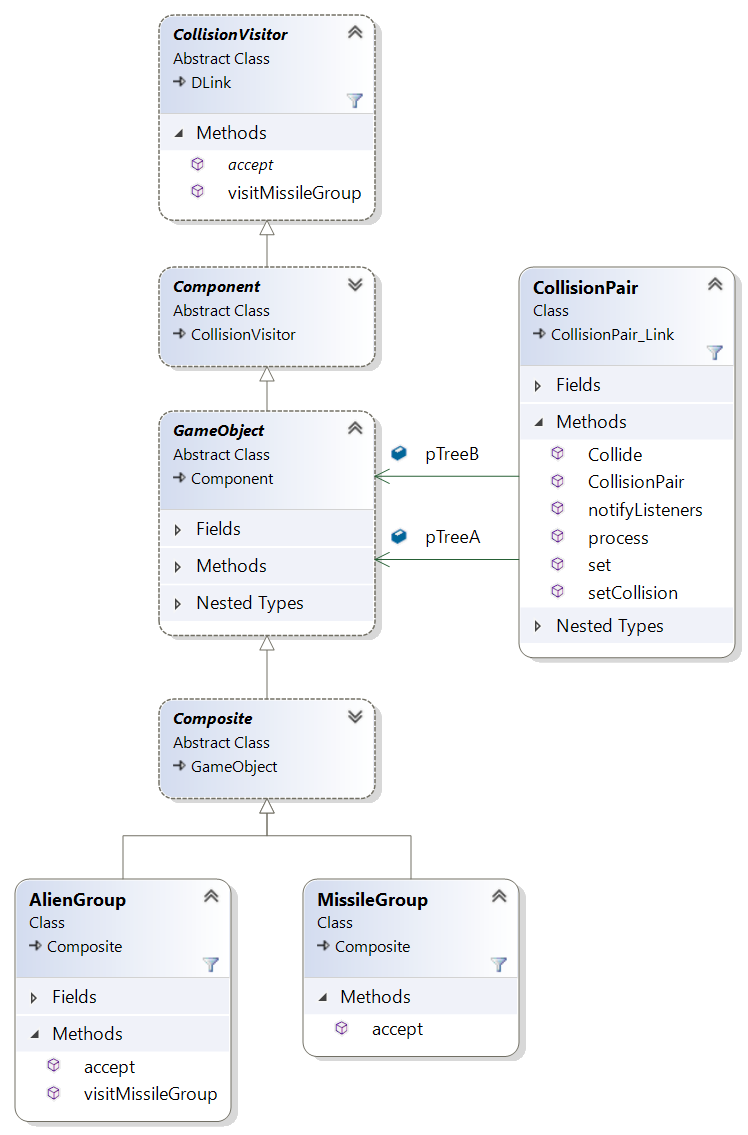 CollisionVisitor
Abstract Class
DLink
Methods
accept
visitMissileGroup
Component
Abstract Class
CollisionVisitor
GameObject
Abstract Class
Component
Fields
Methods
Nested Types
pTreeB
pTreeA
CollisionPair
Class
CollisionPair_Link
Fields
Methods
Collide
CollisionPair
notifyListeners
process
set
setCollision
Nested Types
Composite
Abstract Class
GameObject
AlienGroup
Class
Composite
Fields
Methods
accept
visitMissileGroup
MissileGroup
Class
Composite
Methods
accept